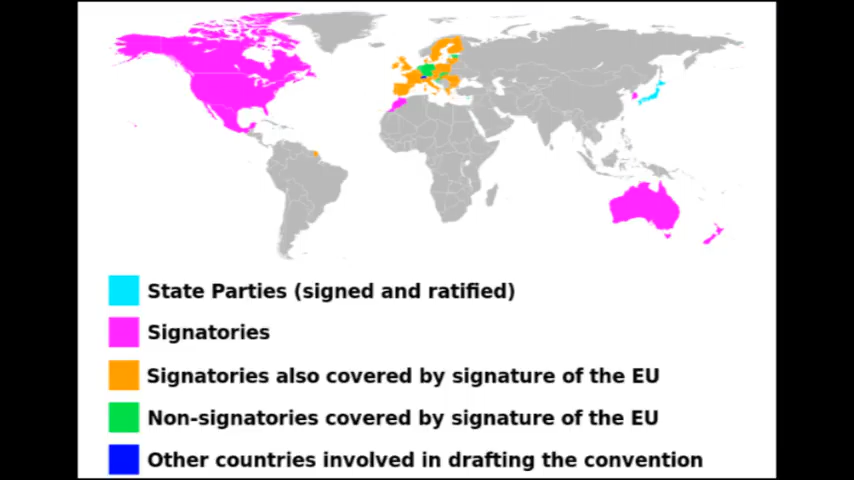 State Parties (signed and ratified)
Signatories
Signatories also covered by signature of the EU
Non-signatories covered by signature of the EU
Other countries involved in drafting the convention